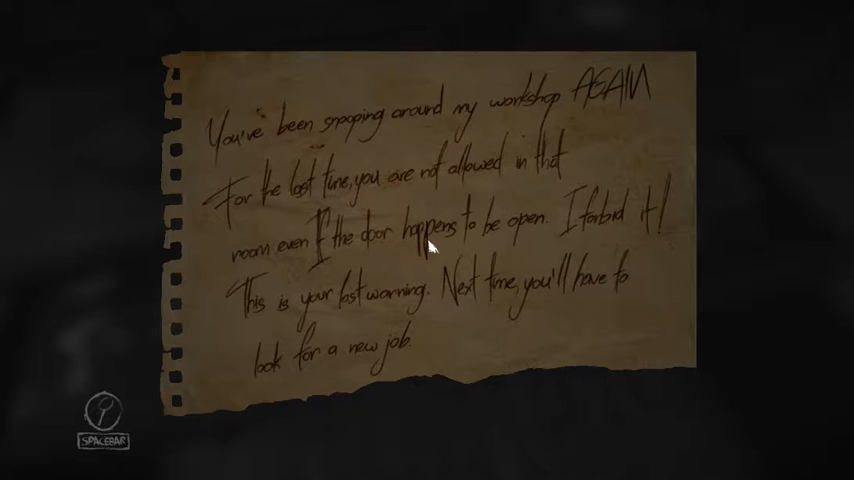 You've been snooping around my workshop AGAIN
For the last time, you are not allowed in that
room even If the door happens to be open. I forbid it!
This is your last warning. Next time, you'll have to
look for a new job.
SPACEBAR